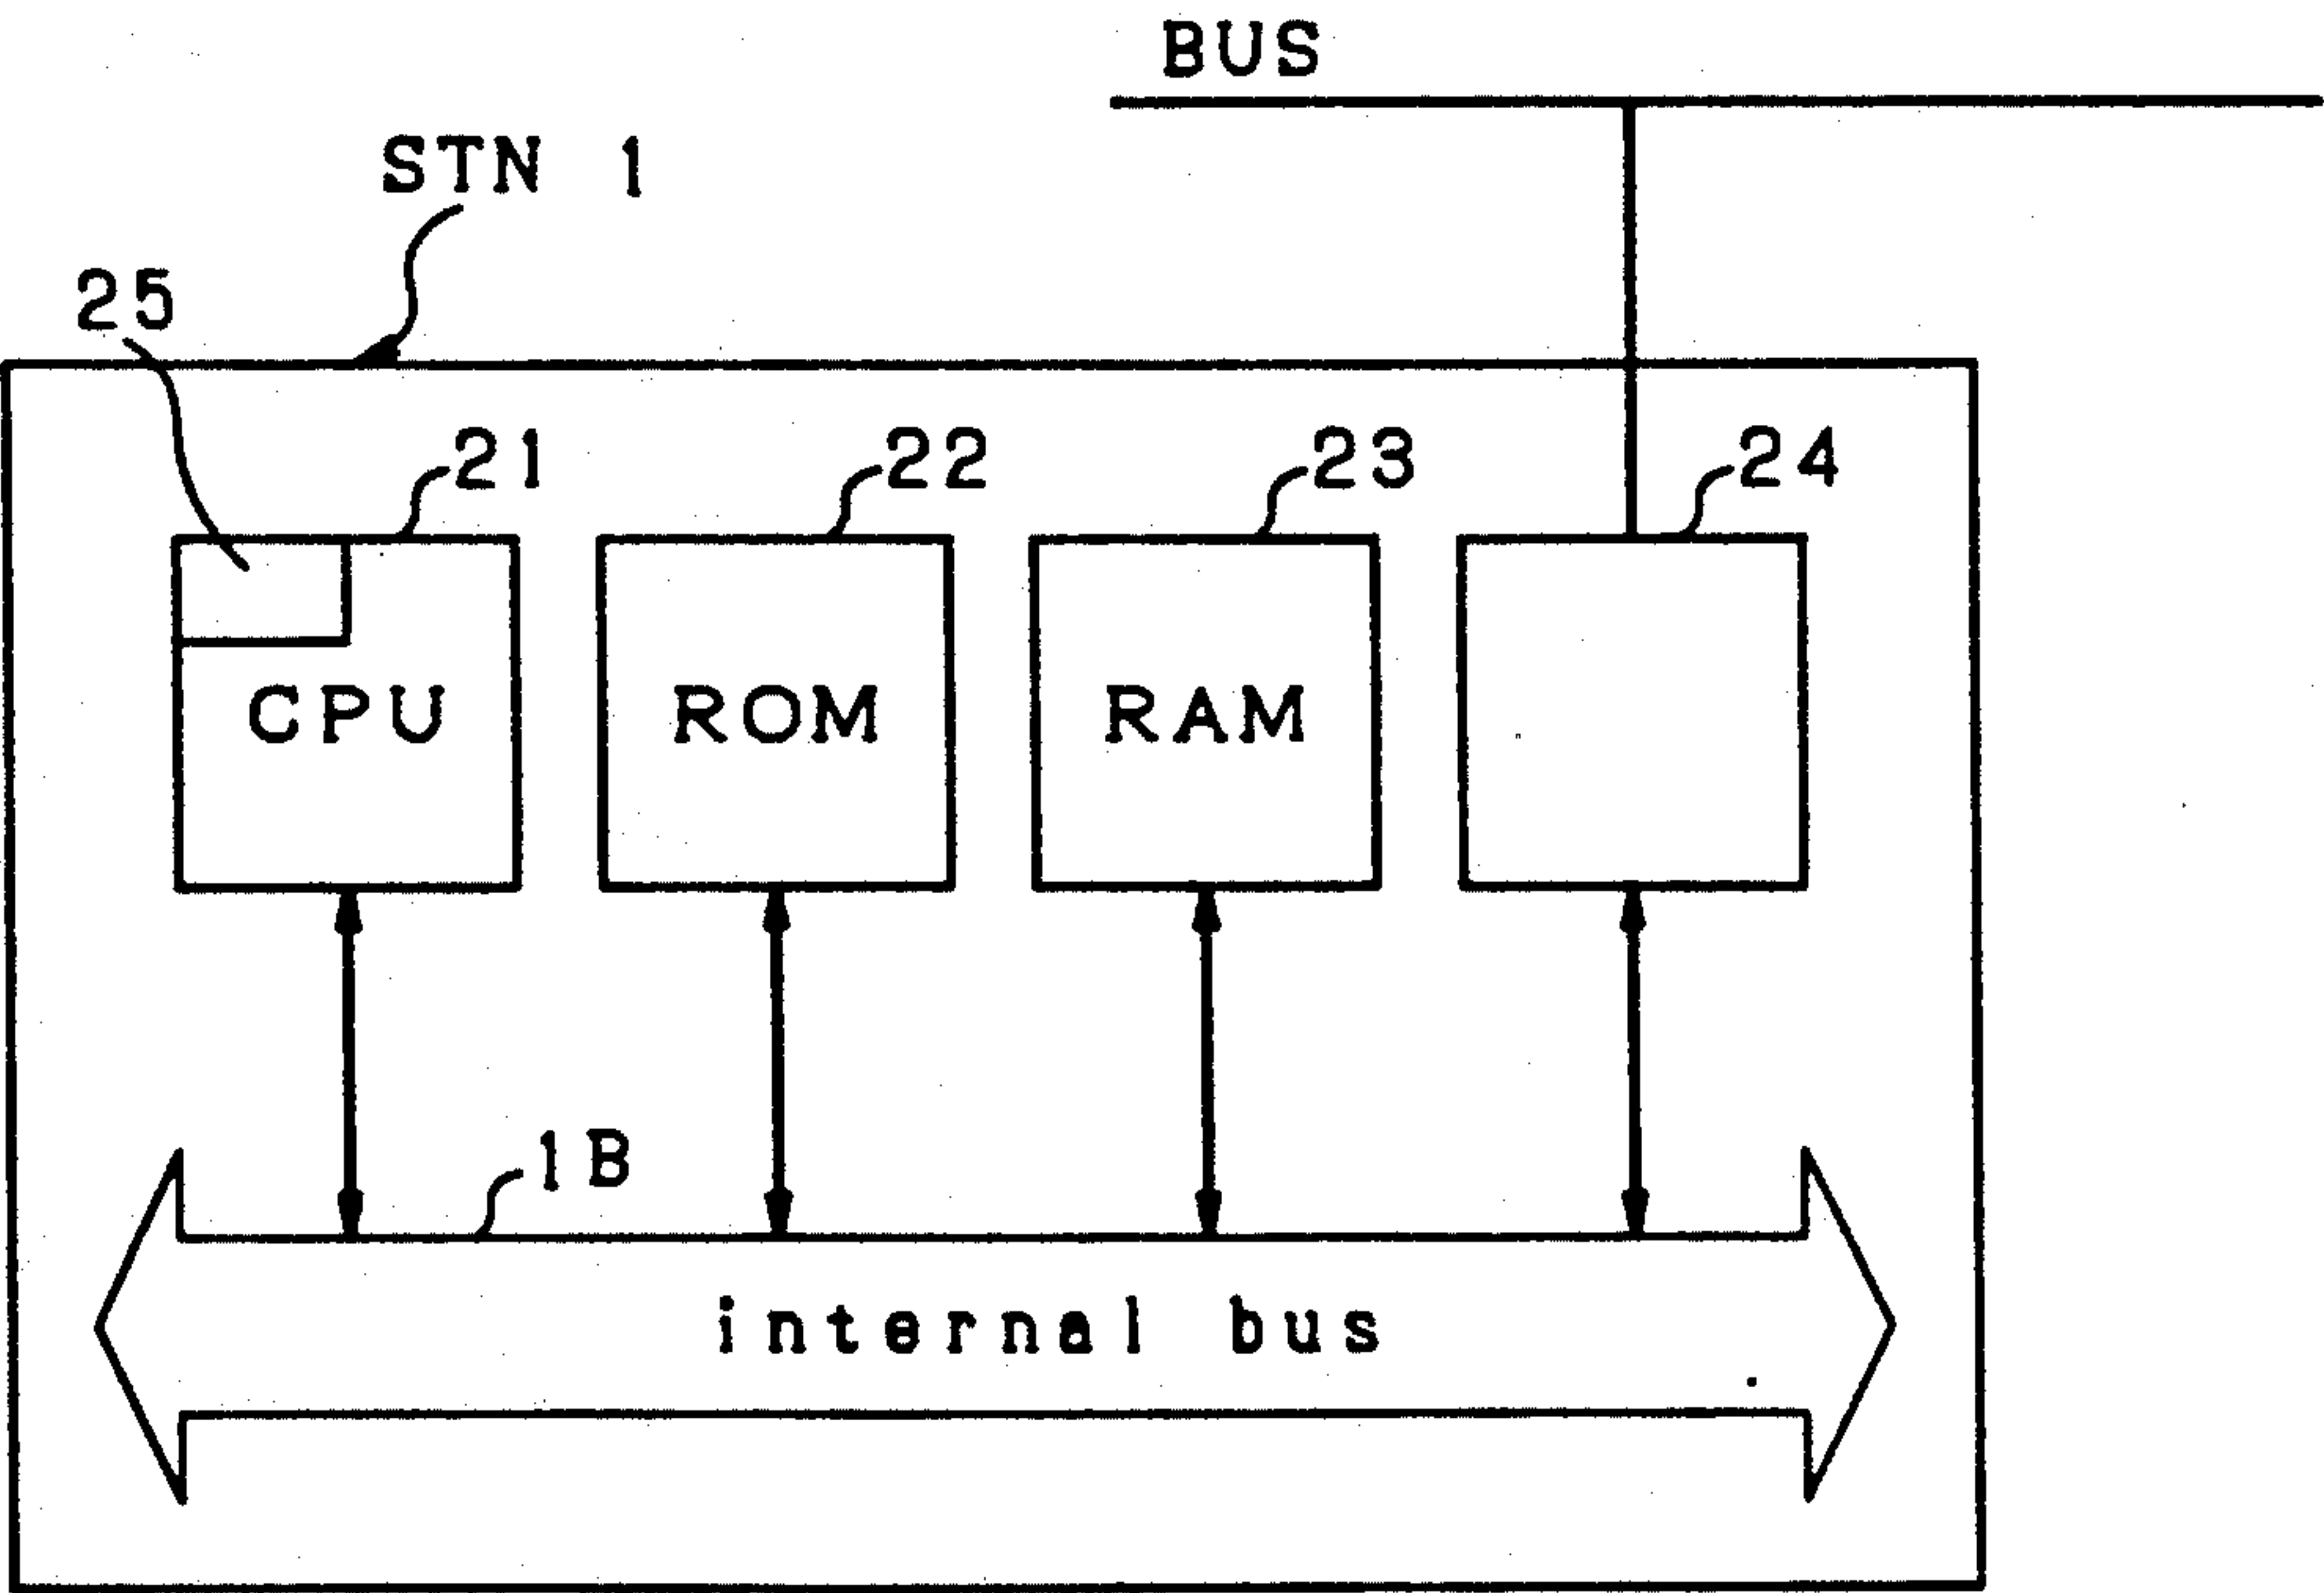 BUS
STN 1
25
21
22
23
24
CPU
ROM
RAM
1B
internal bus